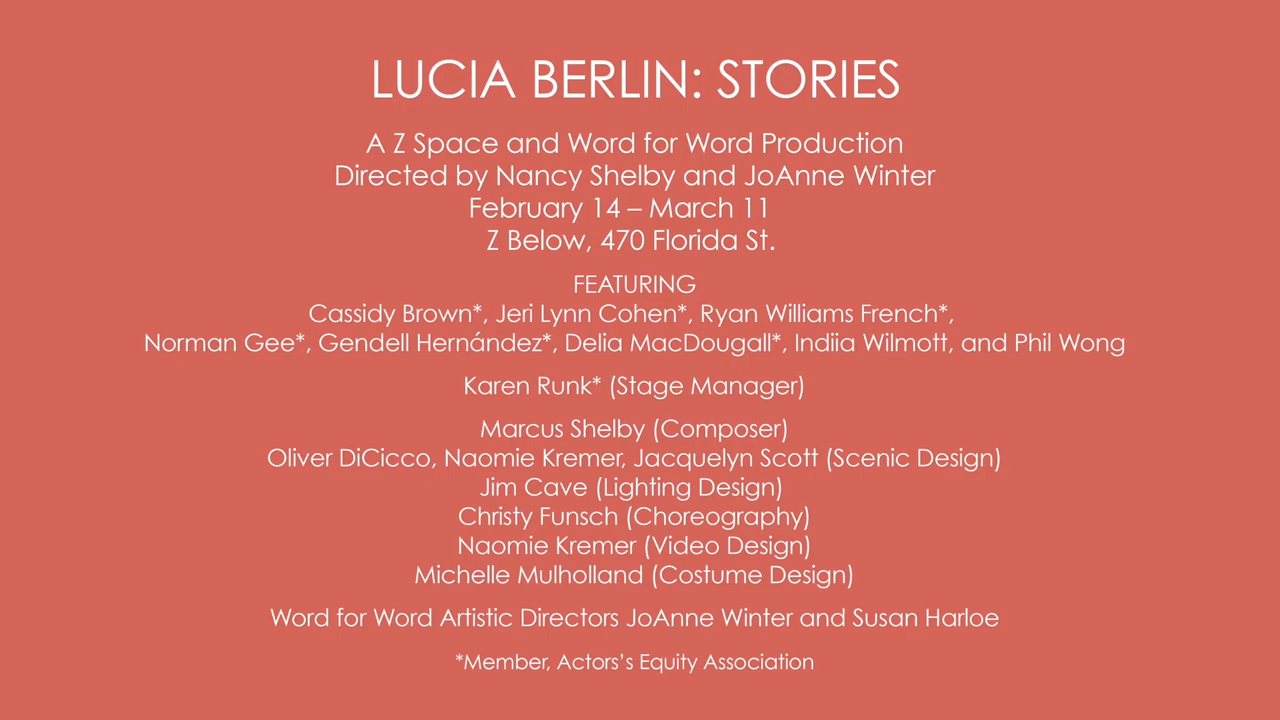 LUCIA BERLIN: STORIES
A Z Space and Word for Word Production
Directed by Nancy Shelby and JoAnne Winter
February 14 – March 11
Z Below, 470 Florida St.
FEATURING
Cassidy Brown*, Jeri Lynn Cohen*, Ryan Williams French*,
Norman Gee*, Gendell Hernández*, Delia MacDougall*, Indiia Wilmott, and Phil Wong
Karen Runk* (Stage Manager)
Marcus Shelby (Composer)
Oliver DiCicco, Naomie Kremer, Jacquelyn Scott (Scenic Design)
Jim Cave (Lighting Design)
Christy Funsch (Choreography)
Naomie Kremer (Video Design)
Michelle Mulholland (Costume Design)
Word for Word Artistic Directors JoAnne Winter and Susan Harloe
*Member, Actors's Equity Association